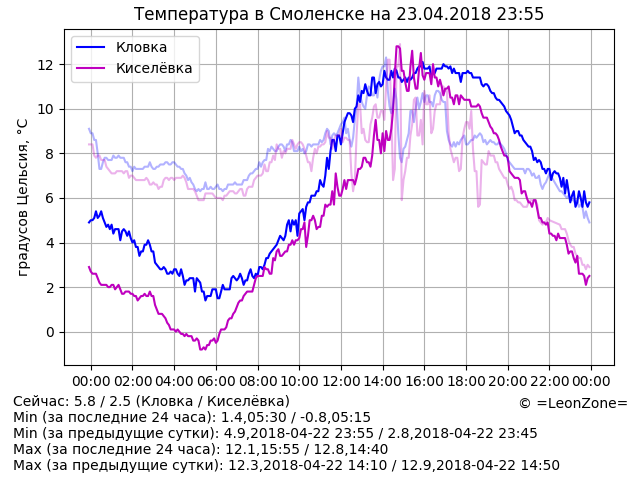 Температура в Смоленске на 23.04.2018 23:55
Кловка
Киселёвка
градусов Цельсия, °C
12
10
8
6
4
2
0
00:00 02:00 04:00 06:00 08:00 10:00 12:00 14:00 16:00 18:00 20:00 22:00 00:00
Сейчас: 5.8 / 2.5 (Кловка / Киселёвка)
© =LeonZone=
Min (за последние 24 часа): 1.4,05:30 / -0.8,05:15
Min (за предыдущие сутки): 4.9,2018-04-22 23:55 / 2.8,2018-04-22 23:45
Max (за последние 24 часа): 12.1,15:55 / 12.8,14:40
Max (за предыдущие сутки): 12.3,2018-04-22 14:10 / 12.9,2018-04-22 14:50